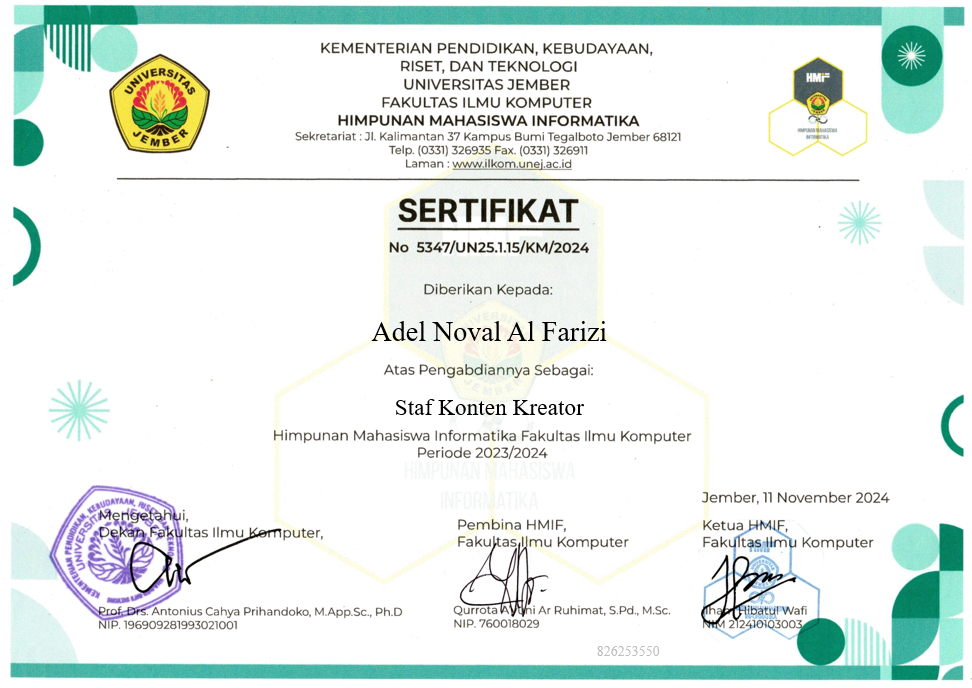 KEMENTERIAN PENDIDIKAN, KEBUDAYAAN,
RISET, DAN TEKNOLOGI
UNIVERSITAS JEMBER
FAKULTAS ILMU KOMPUTER
HIMPUNAN MAHASISWA INFORMATIKA
Sekretariat : Jl. Kalimantan 37 Kampus Bumi Tegalboto Jember 68121
Telp. (0331) 326935 Fax. (0331) 326911
Laman : www.ilkom.unej.ac.id
UNIVERSITAS
JEMBER
HMIF
HIMPUNAN MAHASISWA
INFORMATIKA
SERTIFIKAT
No 5347/UN25.1.15/KM/2024
Diberikan Kepada:
Adel Noval Al Farizi
Atas Pengabdiannya Sebagai:
Staf Konten Kreator
Himpunan Mahasiswa Informatika Fakultas Ilmu Komputer
Periode 2023/2024
HIMPUNAN MAHASISWA
INFORMATIKA
Jember, 11 November 2024
Mengetahui,
Dekan Fakultas Ilmu Komputer,
Prof. Drs. Antonius Cahya Prihandoko, M.App.Sc., Ph.D
NIP. 196909281993021001
Pembina HMIF,
Fakultas Ilmu Komputer
Qurrota Ar Ruhimat, S.Pd., M.Sc.
NIP. 760018029
Ketua HMIF,
Fakultas Ilmu Komputer
Ilham Hibatul Wafi
NIM 212410103003
826253550